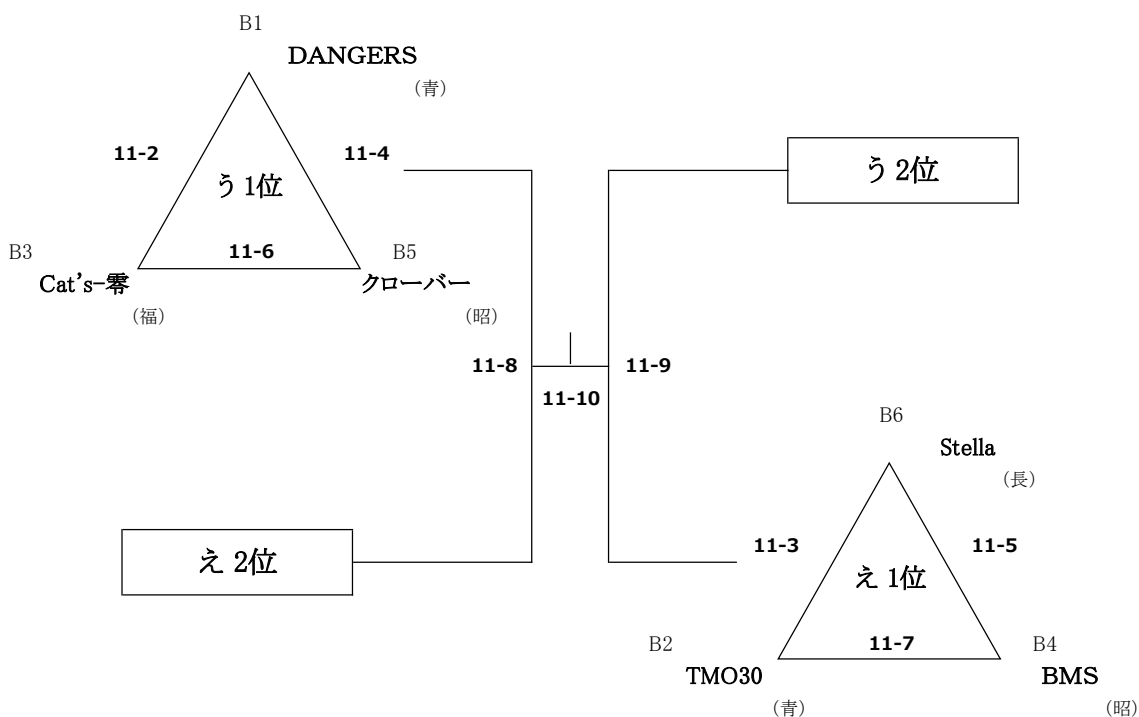 B1
DANGERS
（青）
11-2
11-4
う 1位
う 2位
B3
11-6
B5
Cat's-零
クローバー
（福）
（昭）
11-8
11-9
11-10
B6
Stella
（長）
11-3
11-5
え 2位
え 1位
B2
11-7
B4
TMO30
BMS
（青）
（昭）